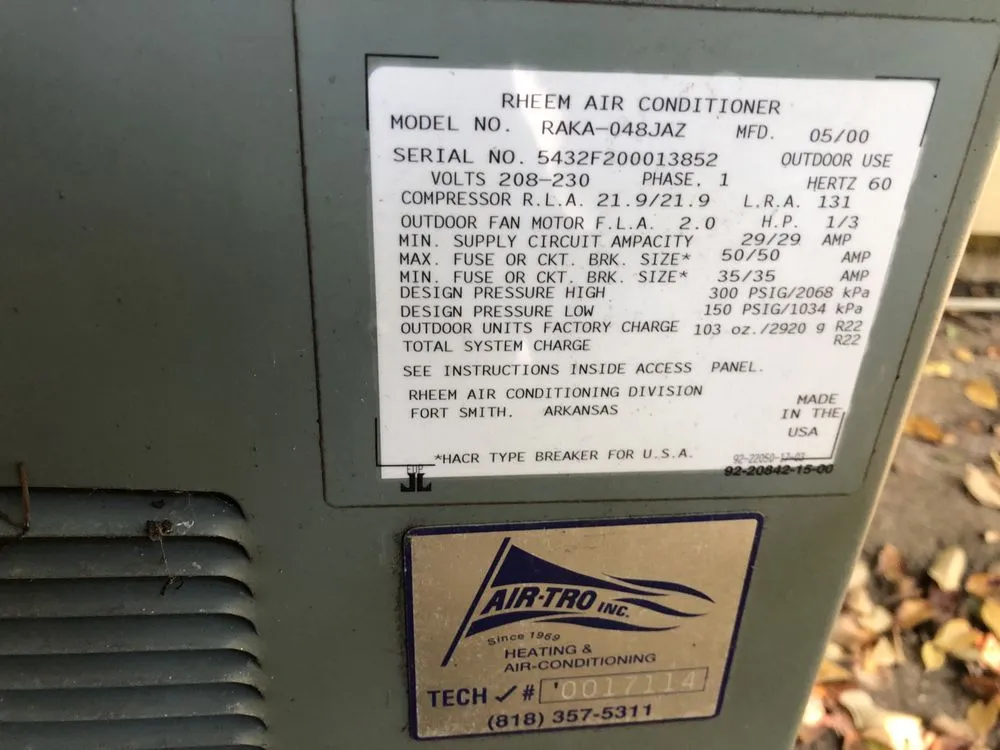 RHEEM AIR CONDITIONER
MODEL NO. RAKA-048JAZ MFD. 05/00
SERIAL NO. 5432F200013852 OUTDOOR USE
VOLTS 208-230 PHASE. 1 HERTZ 60
COMPRESSOR R.L.A. 21.9/21.9 L.R.A. 131
OUTDOOR FAN MOTOR F.L.A. 2.0 H.P. 1/3
MIN. SUPPLY CIRCUIT AMPACITY 29/29 AMP
MAX. FUSE OR CKT. BRK. SIZE* 50/50 AMP
MIN. FUSE OR CKT. BRK. SIZE* 35/35 AMP
DESIGN PRESSURE HIGH 300 PSIG/2068 kPa
DESIGN PRESSURE LOW 150 PSIG/1034 kPa
OUTDOOR UNITS FACTORY CHARGE 103 oz./2920 g R22
TOTAL SYSTEM CHARGE R22
SEE INSTRUCTIONS INSIDE ACCESS PANEL.
RHEEM AIR CONDITIONING DIVISION
FORT SMITH. ARKANSAS
MADE
IN THE
USA
*HACR TYPE BREAKER FOR U.S.A.
92-22050-12-03
92-20842-15-00
AIR-TRO INC.
Since 1969
HEATING &
AIR-CONDITIONING
TECH ✓ # '0017114
(818) 357-5311